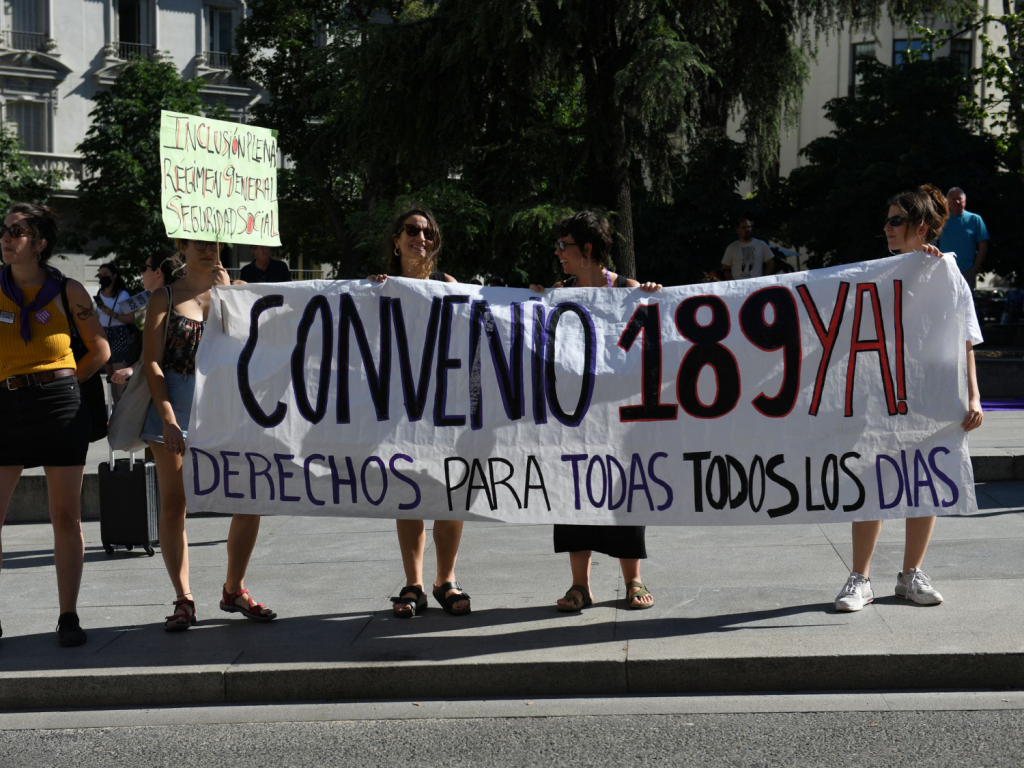 INCLUSIÓN PLENA
RÉGIMEN GENERAL
SEGURIDAD SOCIAL
CONVENIO 189 YA!
DERECHOS PARA TODAS TODOS LOS DIAS